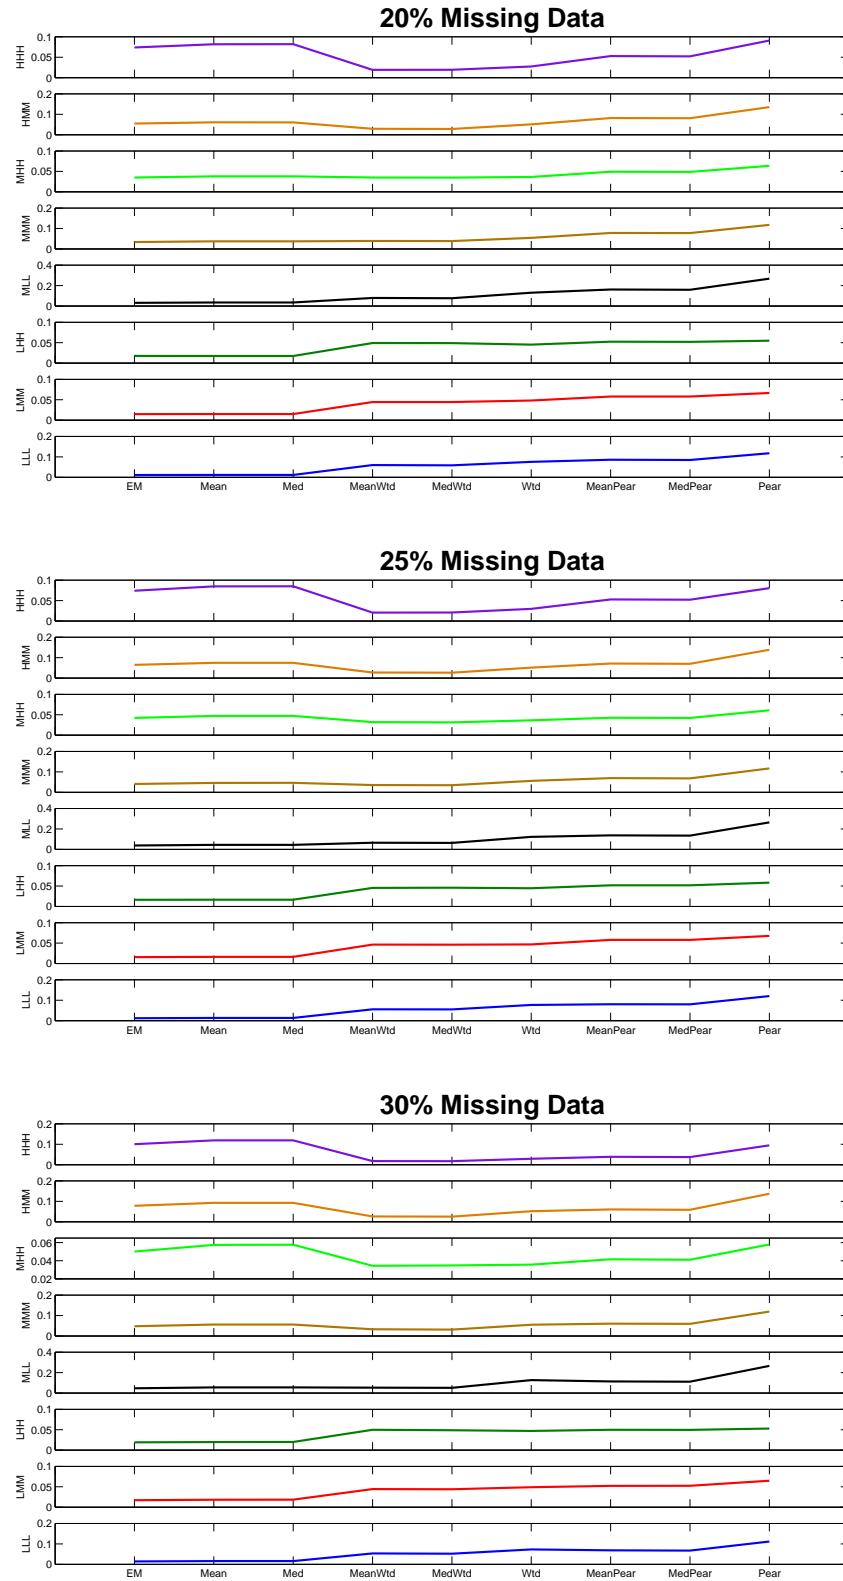 20% Missing Data
0.1
0.05
0
HHH
0.2
0.1
0
HMM
0.1
0.05
0
MHH
0.2
0.1
0
MMM
0.4
0.2
0
MLL
0.1
0.05
0
LHH
0.1
0.05
0
LMM
0.2
0.1
0
LLL
EM Mean Med MeanWtd MedWtd Wtd MeanPear MedPear Pear
25% Missing Data
0.1
0.05
0
HHH
0.2
0.1
0
HMM
0.1
0.05
0
MHH
0.2
0.1
0
MMM
0.4
0.2
0
MLL
0.1
0.05
0
LHH
0.1
0.05
0
LMM
0.2
0.1
0
LLL
EM Mean Med MeanWtd MedWtd Wtd MeanPear MedPear Pear
30% Missing Data
0.2
0.1
0
HHH
0.2
0.1
0
HMM
0.06
0.04
0.02
MHH
0.2
0.1
0
MMM
0.4
0.2
0
MLL
0.1
0.05
0
LHH
0.1
0.05
0
LMM
0.2
0.1
0
LLL
EM Mean Med MeanWtd MedWtd Wtd MeanPear MedPear Pear